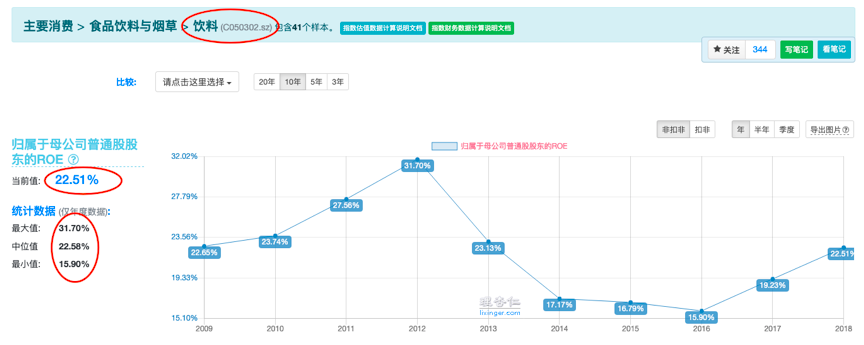 主要消费 > 食品饮料与烟草 > 饮料 (C050302.sz) 包含41个样本。 指数估值数据计算说明文档 指数财务数据计算说明文档
关注 344 写笔记 看笔记
比较: 请点击这里选择 20年 10年 5年 3年
非扣非 扣非 年 半年 季度 导出图片?
归属于母公司普通股股
东的ROE ?
当前值: 22.51%
统计数据 (仅年度数据):
最大值: 31.70%
中位值 22.58%
最小值: 15.90%
归属于母公司普通股股东的ROE
32.02%
27.79%
23.56%
19.33%
15.10%
22.65%
23.74%
27.56%
31.70%
23.13%
17.17%
16.79%
15.90%
19.23%
22.51%
理杏仁
lixinger.com
2009 2010 2011 2012 2013 2014 2015 2016 2017 2018